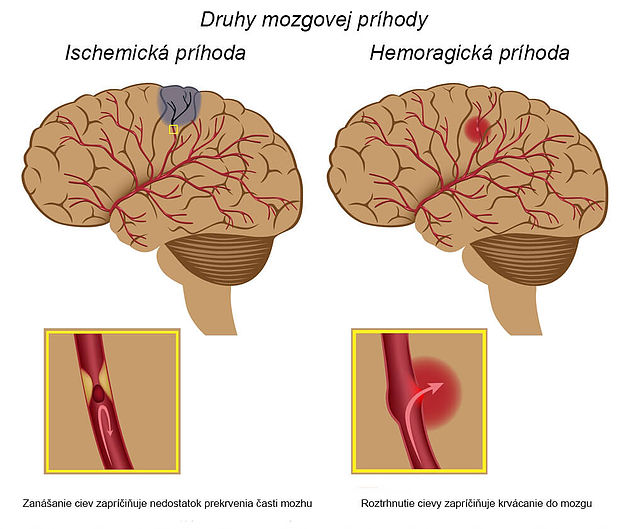 Druhy mozgovej príhody
Ischemická príhoda
Hemoragická príhoda
Zanášanie ciev zapríčiňuje nedostatok prekrvenia časti mozhu
Roztrhnutie cievy zapríčiňuje krvácanie do mozgu